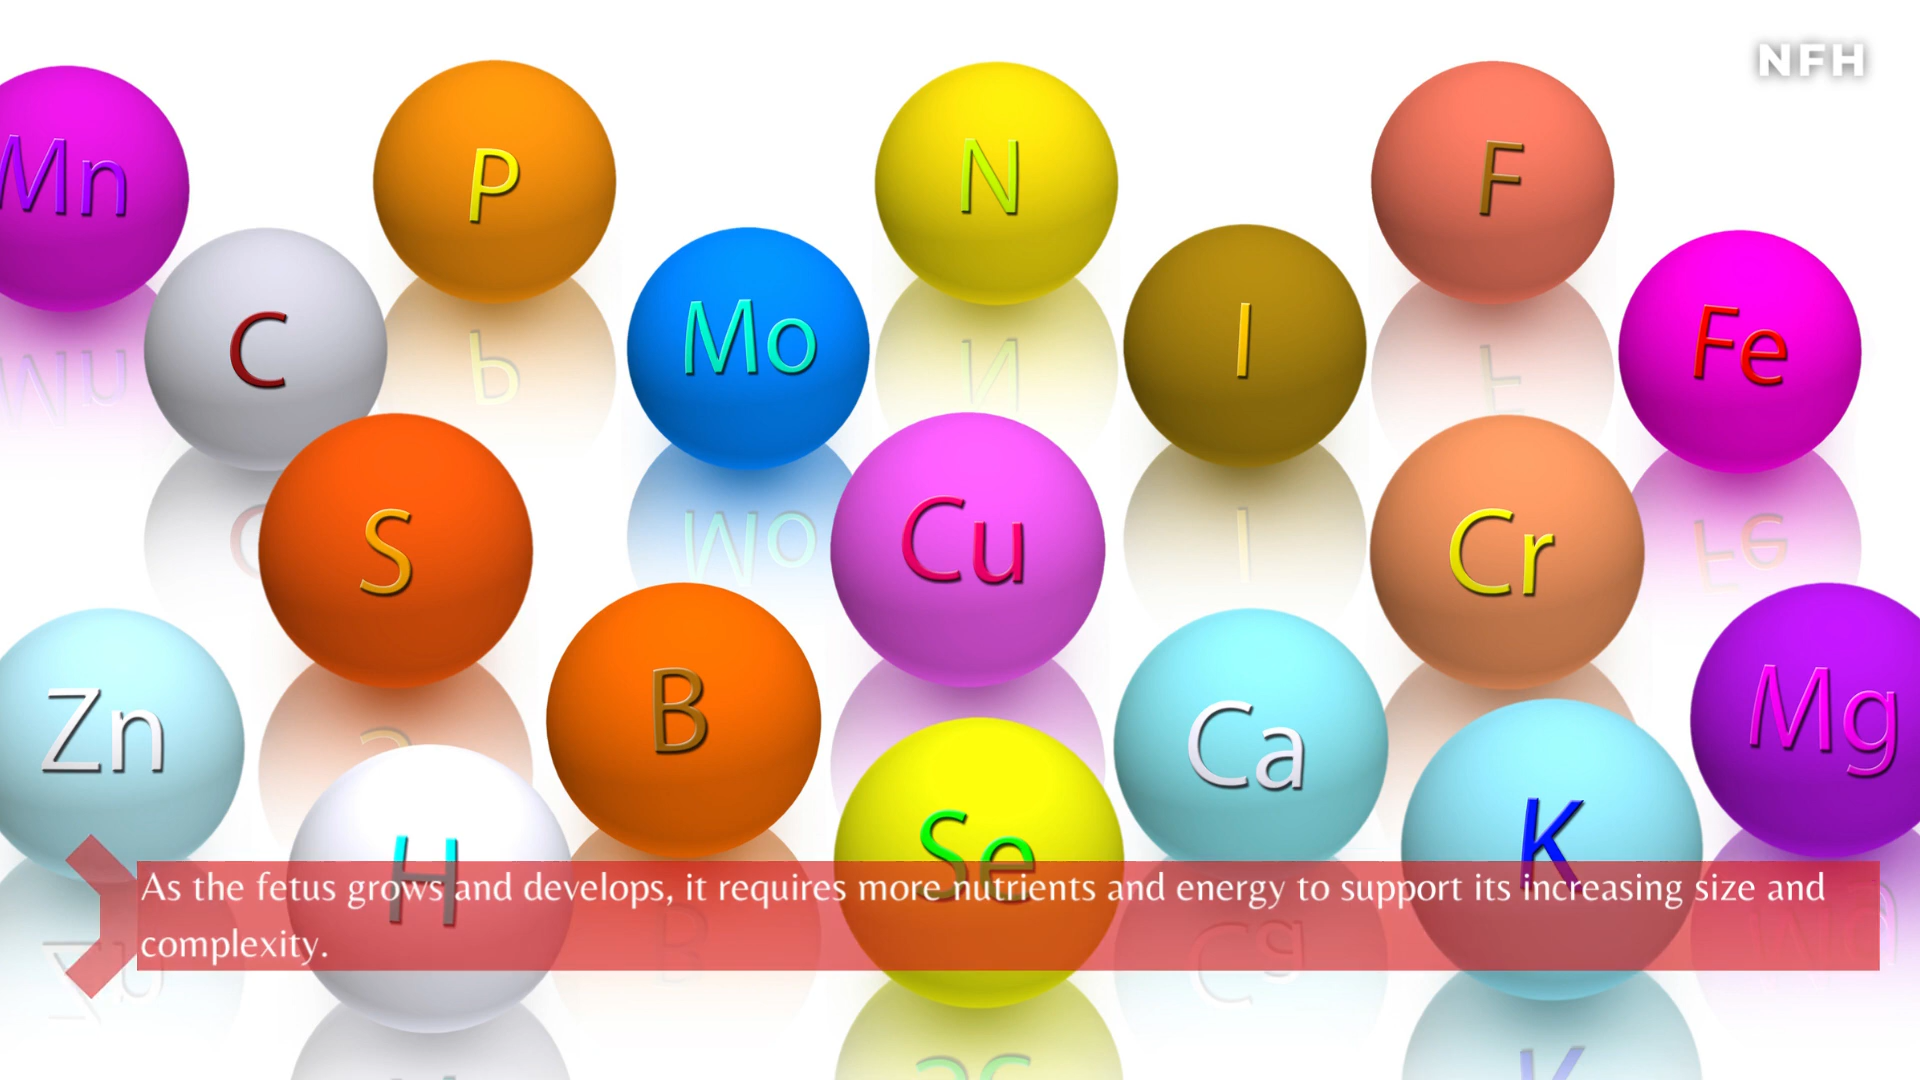 NFH
Mn
P
N
F
C
Mo
I
Fe
S
Cu
Cr
Zn
B
Ca
Mg
H
Se
K
As the fetus grows and develops, it requires more nutrients and energy to support its increasing size and
complexity.